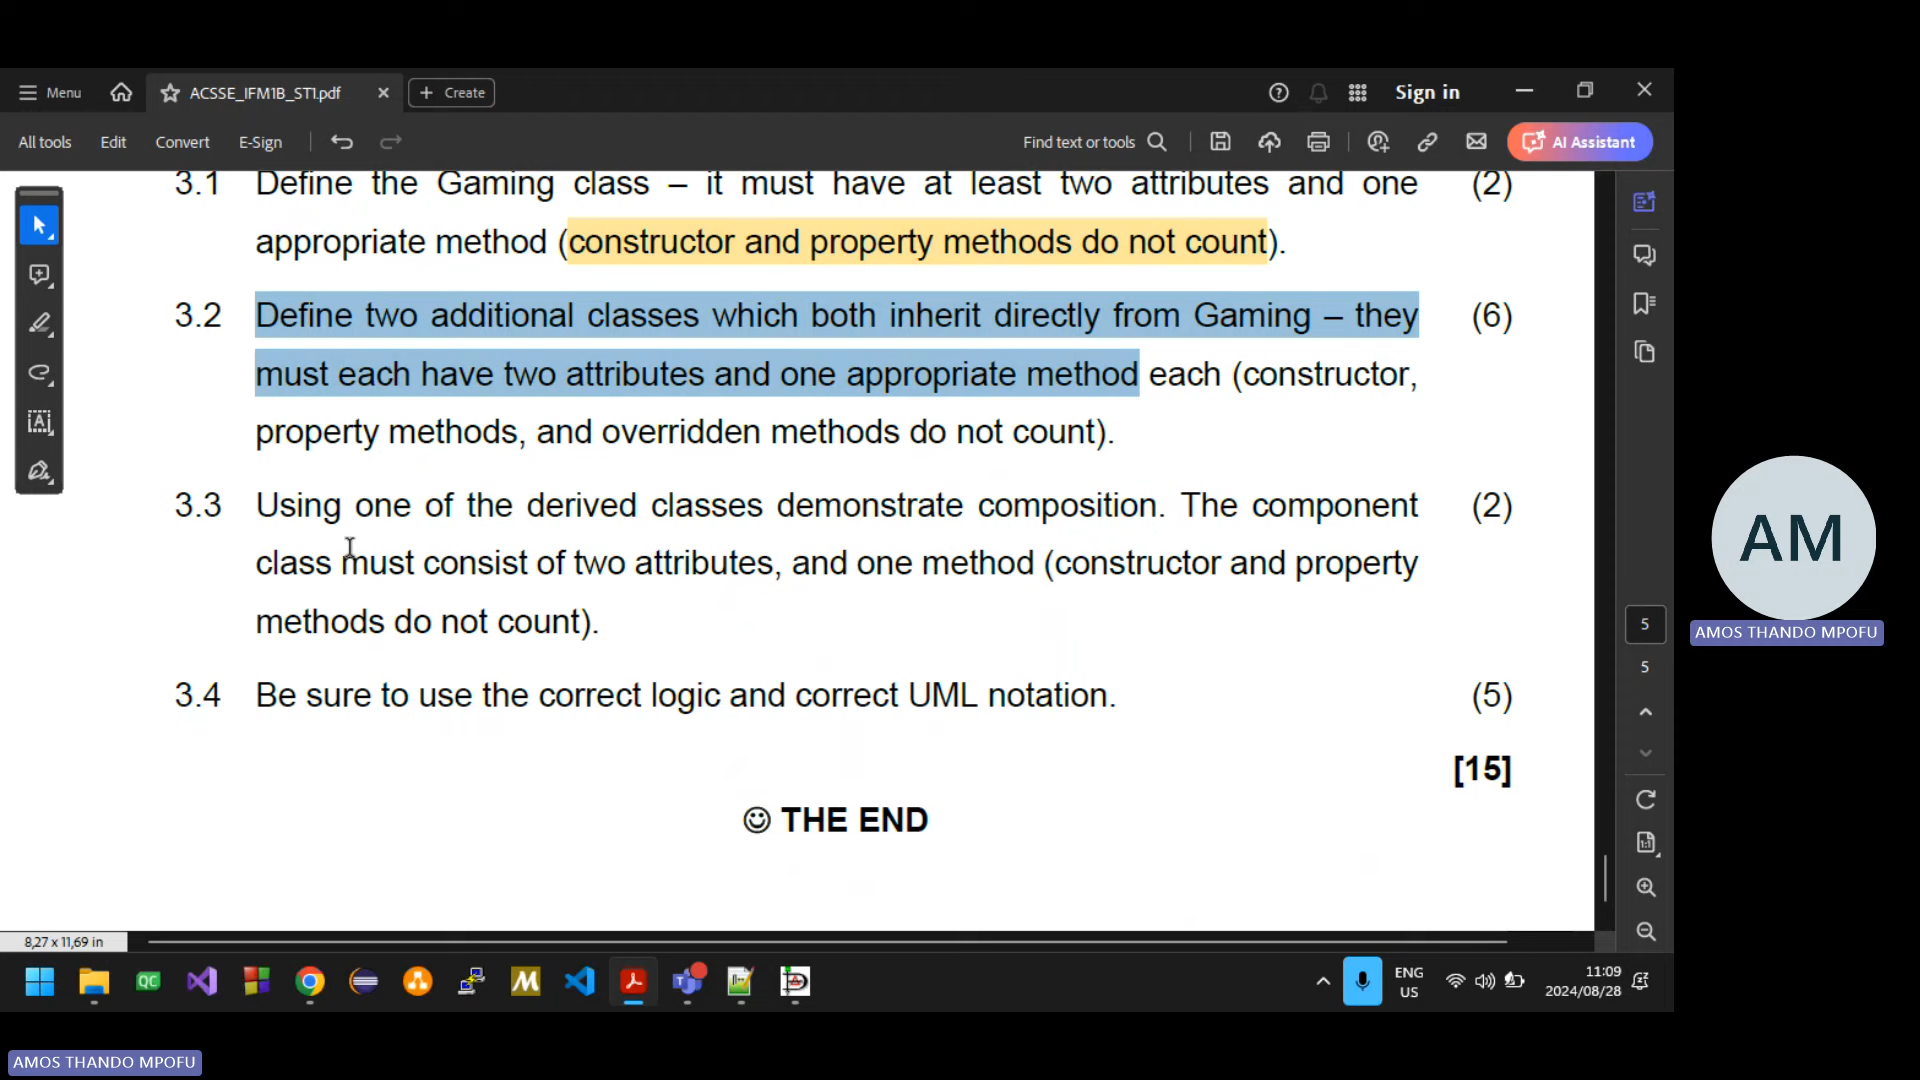 Menu
ACSSE_IFM1B_ST1.pdf
Create
Sign in
All tools
Edit
Convert
E-Sign
Find text or tools
AI Assistant
3.1 Define the Gaming class – it must have at least two attributes and one (2)
appropriate method (constructor and property methods do not count).
3.2 Define two additional classes which both inherit directly from Gaming – they (6)
must each have two attributes and one appropriate method each (constructor,
property methods, and overridden methods do not count).
3.3 Using one of the derived classes demonstrate composition. The component (2)
class must consist of two attributes, and one method (constructor and property
methods do not count).
3.4 Be sure to use the correct logic and correct UML notation. (5)
[15]
☺ THE END
5
5
1:1
8,27 x 11,69 in
QC
ENG
US
11:09
2024/08/28
AM
AMOS THANDO MPOFU
AMOS THANDO MPOFU